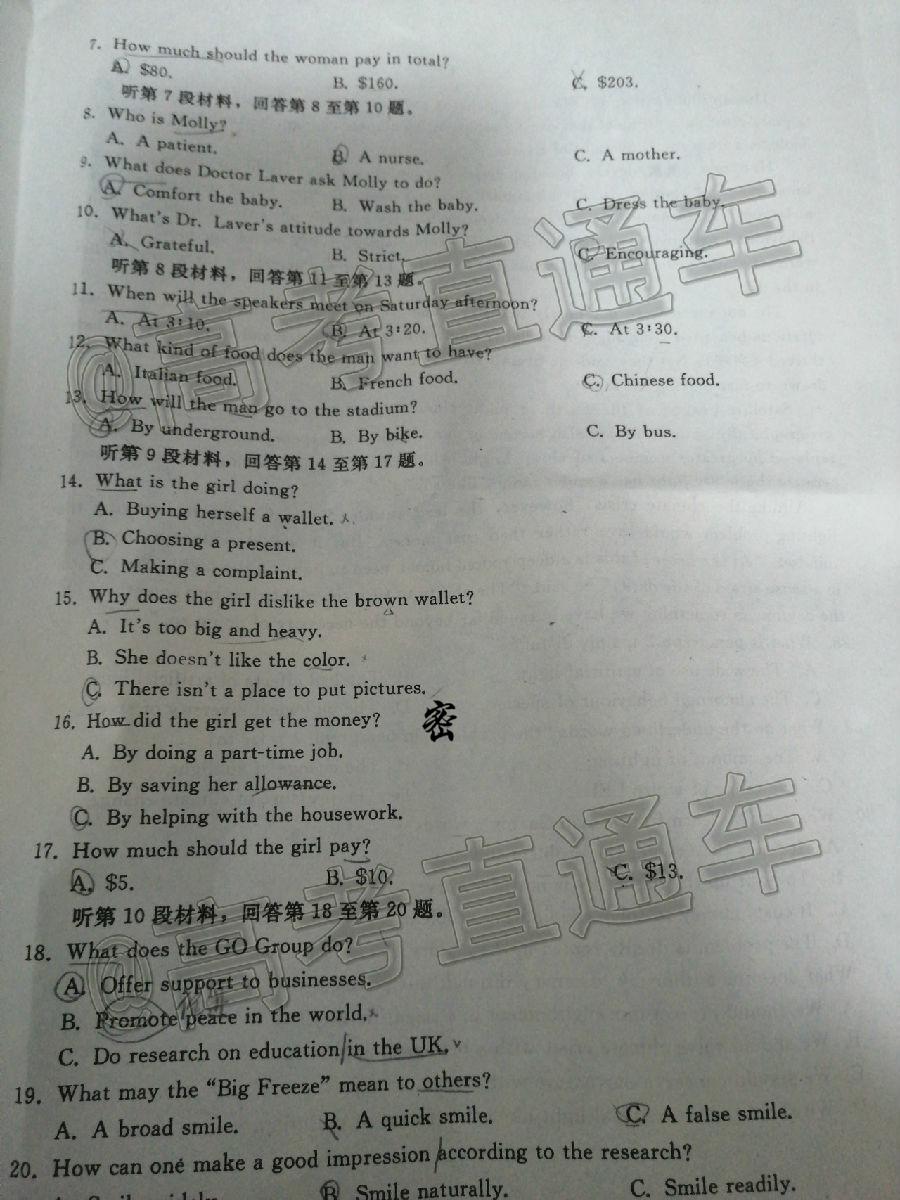 7. How much should the woman pay in total?
A. $80. B. $160. C. $203.
听第 7 段材料，回答第 8 至第 10 题。
8. Who is Molly?
A. A patient. B. A nurse. C. A mother.
9. What does Doctor Laver ask Molly to do?
A. Comfort the baby. B. Wash the baby. C. Dress the baby.
10. What's Dr. Laver's attitude towards Molly?
A. Grateful. B. Strict. C. Encouraging.
听第 8 段材料，回答第 11 至第 13 题。
11. When will the speakers meet on Saturday afternoon?
A. At 3:10. B. At 3:20. C. At 3:30.
12. What kind of food does the man want to have?
A. Italian food. B. French food. C. Chinese food.
13. How will the man go to the stadium?
A. By underground. B. By bike. C. By bus.
听第 9 段材料，回答第 14 至第 17 题。
14. What is the girl doing?
A. Buying herself a wallet.
B. Choosing a present.
C. Making a complaint.
15. Why does the girl dislike the brown wallet?
A. It's too big and heavy.
B. She doesn't like the color.
C. There isn't a place to put pictures.
16. How did the girl get the money?
密
A. By doing a part-time job.
B. By saving her allowance.
C. By helping with the housework.
17. How much should the girl pay?
A. $5. B. $10. C. $13.
听第 10 段材料，回答第 18 至第 20 题。
18. What does the GO Group do?
A. Offer support to businesses.
B. Promote peace in the world.
C. Do research on education in the UK.
19. What may the “Big Freeze” mean to others?
A. A broad smile. B. A quick smile. C. A false smile.
20. How can one make a good impression according to the research?
B. Smile naturally. C. Smile readily.
@高考直通车
@高考直通车